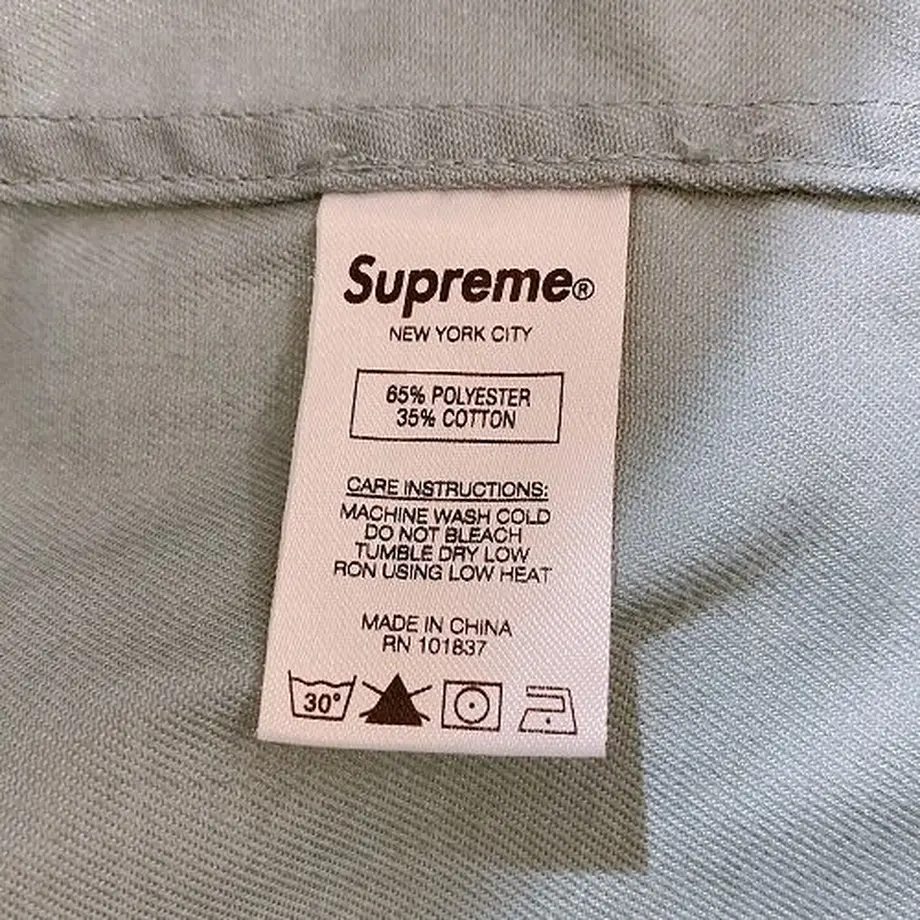 Supreme®
NEW YORK CITY
65% POLYESTER
35% COTTON
CARE INSTRUCTIONS:
MACHINE WASH COLD
DO NOT BLEACH
TUMBLE DRY LOW
RON USING LOW HEAT
MADE IN CHINA
RN 101837
30°